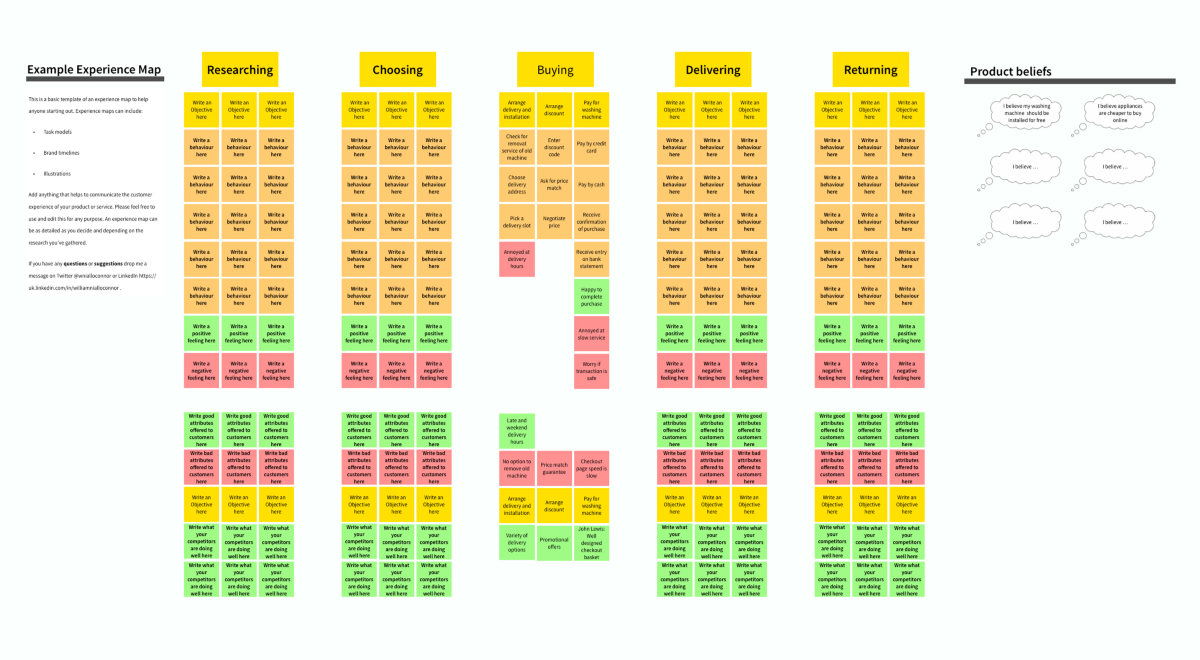 Example Experience Map
This is a basic template of an experience map to help
anyone starting out. Experience maps can include:
• Task models
• Brand timelines
• Illustrations
Add anything that helps to communicate the customer
experience of your product or service. Please feel free to
use and edit this for any purpose. An experience map can
be as detailed as you decide and depending on the
research you've gathered.
If you have any questions or suggestions drop me a
message on Twitter @wnialloconnor or LinkedIn https://
uk.linkedin.com/in/williamnialloconnor .
Researching
Write an Write an Write an
Objective Objective Objective
here here here
Write a Write a Write a
behaviour behaviour behaviour
here here here
Write a Write a Write a
behaviour behaviour behaviour
here here here
Write a Write a Write a
behaviour behaviour behaviour
here here here
Write a Write a Write a
behaviour behaviour behaviour
here here here
Write a Write a Write a
behaviour behaviour behaviour
here here here
Write a Write a Write a
positive positive positive
feeling here feeling here feeling here
Write a Write a Write a
negative negative negative
feeling here feeling here feeling here
Write good Write good Write good
attributes attributes attributes
offered to offered to offered to
customers customers customers
here here here
Write bad Write bad Write bad
attributes attributes attributes
offered to offered to offered to
customers customers customers
here here here
Write an Write an Write an
Objective Objective Objective
here here here
Write what Write what Write what
your your your
competitors competitors competitors
are doing are doing are doing
well here well here well here
Write what Write what Write what
your your your
competitors competitors competitors
are doing are doing are doing
well here well here well here
Choosing
Write an Write an Write an
Objective Objective Objective
here here here
Write a Write a Write a
behaviour behaviour behaviour
here here here
Write a Write a Write a
behaviour behaviour behaviour
here here here
Write a Write a Write a
behaviour behaviour behaviour
here here here
Write a Write a Write a
behaviour behaviour behaviour
here here here
Write a Write a Write a
behaviour behaviour behaviour
here here here
Write a Write a Write a
positive positive positive
feeling here feeling here feeling here
Write a Write a Write a
negative negative negative
feeling here feeling here feeling here
Write good Write good Write good
attributes attributes attributes
offered to offered to offered to
customers customers customers
here here here
Write bad Write bad Write bad
attributes attributes attributes
offered to offered to offered to
customers customers customers
here here here
Write an Write an Write an
Objective Objective Objective
here here here
Write what Write what Write what
your your your
competitors competitors competitors
are doing are doing are doing
well here well here well here
Write what Write what Write what
your your your
competitors competitors competitors
are doing are doing are doing
well here well here well here
Buying
Arrange
delivery and
installation
Arrange
discount
Pay for
washing
machine
Check for
removal
service of old
machine
Enter
discount
code
Pay by credit
card
Choose
delivery
address
Ask for price
match
Pay by cash
Pick a
delivery slot
Negotiate
price
Receive
confirmation
of purchase
Annoyed at
delivery
hours
Receive entry
on bank
statement
Happy to
complete
purchase
Annoyed at
slow service
Worry if
transaction is
safe
Late and
weekend
delivery
hours
No option to
remove old
machine
Price match
guarantee
Checkout
page speed is
slow
Arrange
delivery and
installation
Arrange
discount
Pay for
washing
machine
Variety of
delivery
options
Promotional
offers
John Lewis:
Well
designed
checkout
basket
Delivering
Write an Write an Write an
Objective Objective Objective
here here here
Write a Write a Write a
behaviour behaviour behaviour
here here here
Write a Write a Write a
behaviour behaviour behaviour
here here here
Write a Write a Write a
behaviour behaviour behaviour
here here here
Write a Write a Write a
behaviour behaviour behaviour
here here here
Write a Write a Write a
behaviour behaviour behaviour
here here here
Write a Write a Write a
positive positive positive
feeling here feeling here feeling here
Write a Write a Write a
negative negative negative
feeling here feeling here feeling here
Write good Write good Write good
attributes attributes attributes
offered to offered to offered to
customers customers customers
here here here
Write bad Write bad Write bad
attributes attributes attributes
offered to offered to offered to
customers customers customers
here here here
Write an Write an Write an
Objective Objective Objective
here here here
Write what Write what Write what
your your your
competitors competitors competitors
are doing are doing are doing
well here well here well here
Write what Write what Write what
your your your
competitors competitors competitors
are doing are doing are doing
well here well here well here
Returning
Write an Write an Write an
Objective Objective Objective
here here here
Write a Write a Write a
behaviour behaviour behaviour
here here here
Write a Write a Write a
behaviour behaviour behaviour
here here here
Write a Write a Write a
behaviour behaviour behaviour
here here here
Write a Write a Write a
behaviour behaviour behaviour
here here here
Write a Write a Write a
behaviour behaviour behaviour
here here here
Write a Write a Write a
positive positive positive
feeling here feeling here feeling here
Write a Write a Write a
negative negative negative
feeling here feeling here feeling here
Write good Write good Write good
attributes attributes attributes
offered to offered to offered to
customers customers customers
here here here
Write bad Write bad Write bad
attributes attributes attributes
offered to offered to offered to
customers customers customers
here here here
Write an Write an Write an
Objective Objective Objective
here here here
Write what Write what Write what
your your your
competitors competitors competitors
are doing are doing are doing
well here well here well here
Write what Write what Write what
your your your
competitors competitors competitors
are doing are doing are doing
well here well here well here
Product beliefs
I believe my washing
machine should be
installed for free
I believe appliances
are cheaper to buy
online
I believe ...
I believe ...
I believe ...
I believe ...